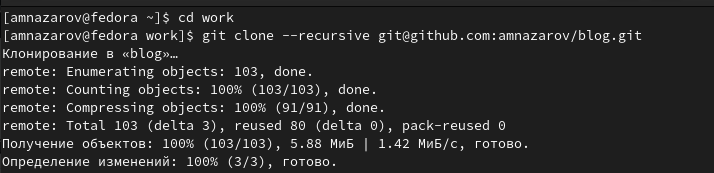 [amnazarov@fedora ~]$ cd work
[amnazarov@fedora work]$ git clone --recursive git@github.com:amnazarov/blog.git
Клонирование в «blog»…
remote: Enumerating objects: 103, done.
remote: Counting objects: 100% (103/103), done.
remote: Compressing objects: 100% (91/91), done.
remote: Total 103 (delta 3), reused 80 (delta 0), pack-reused 0
Получение объектов: 100% (103/103), 5.88 МиБ | 1.42 МиБ/с, готово.
Определение изменений: 100% (3/3), готово.